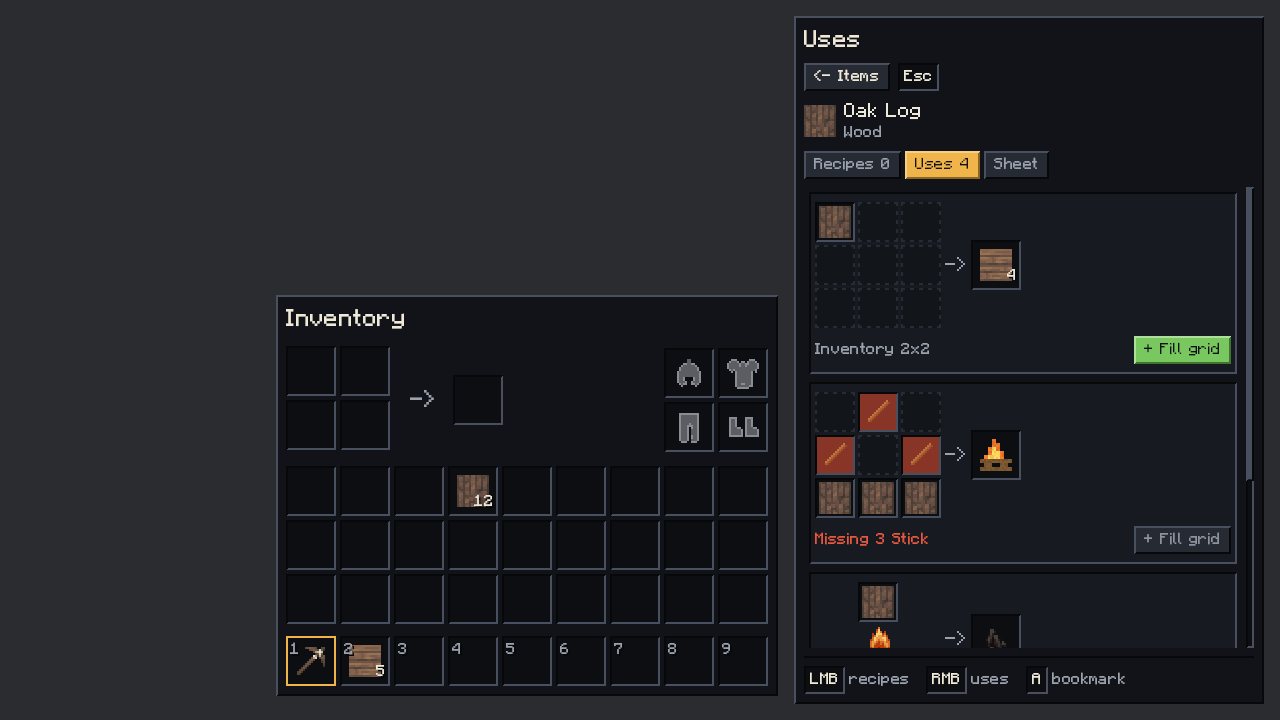 Uses
<- Items Esc
Oak Log
Wood
Recipes 0 Uses 4 Sheet
4
Inventory 2x2 + Fill grid
Missing 3 Stick + Fill grid
LMB recipes RMB uses A bookmark
Inventory
->
12
1 2 3 4 5 6 7 8 9
5